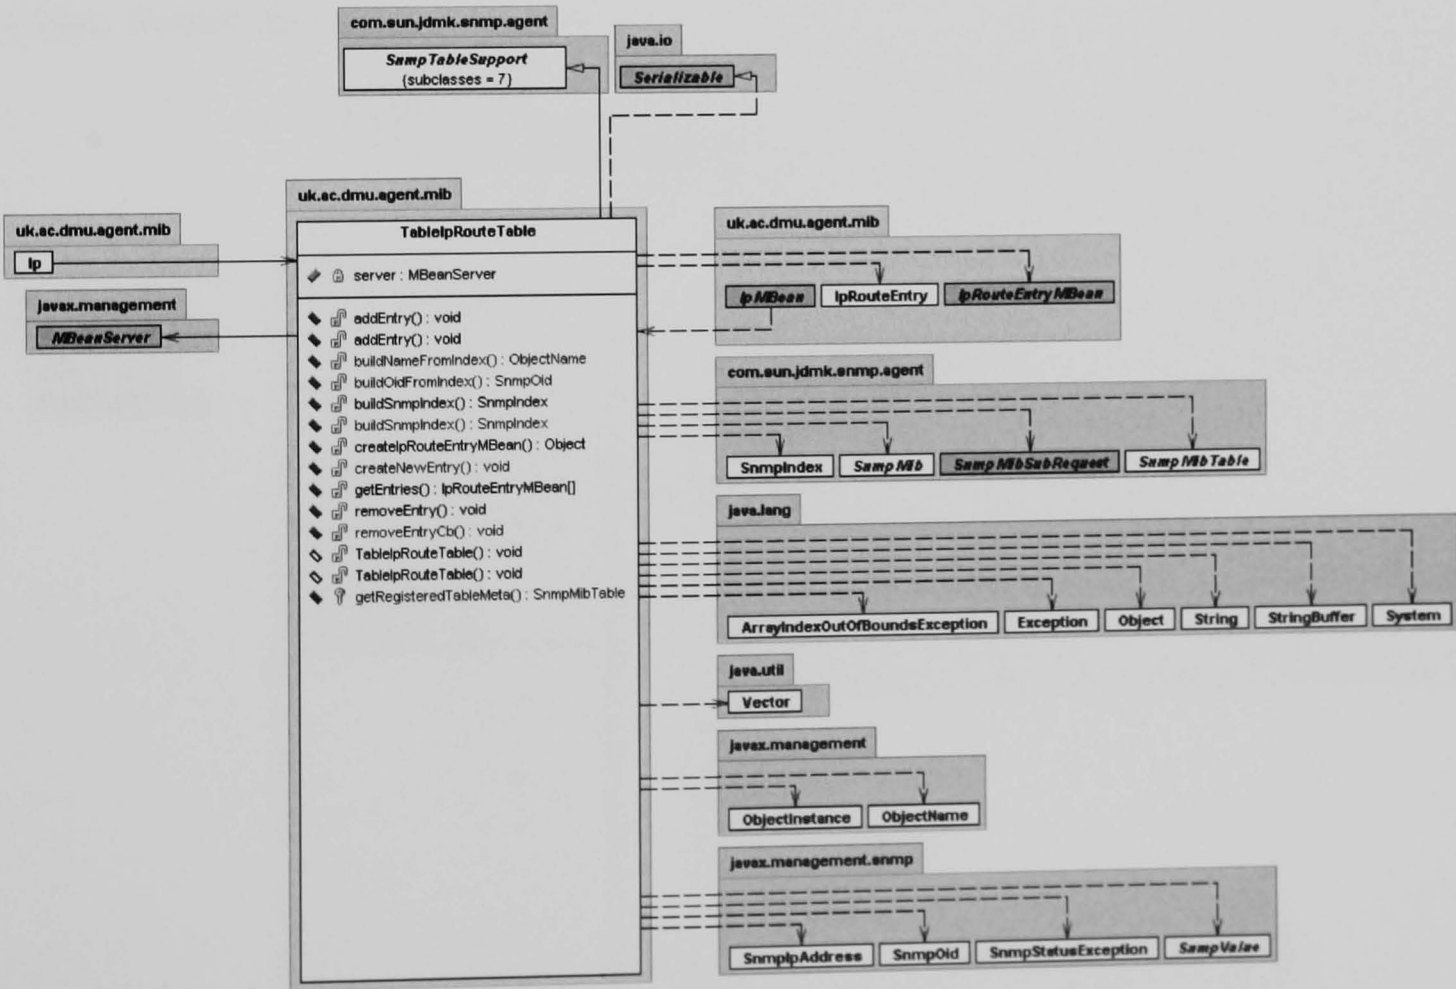 com.sun.jdmk.snmp.agent
SnmpTableSupport
(subclasses = 7)
java.io
Serializable
uk.ac.dmu.agent.mib
Ip
javax.management
MBeanServer
uk.ac.dmu.agent.mib
TableIpRouteTable
server : MBeanServer
addEntry() : void
addEntry() : void
buildNameFromIndex() : ObjectName
buildOidFromIndex() : SnmpOid
buildSnmpIndex() : SnmpIndex
buildSnmpIndex() : SnmpIndex
createIpRouteEntryMBean() : Object
createNewEntry() : void
getEntries() : IpRouteEntryMBean[]
removeEntry() : void
removeEntryCb() : void
TableIpRouteTable() : void
TableIpRouteTable() : void
getRegisteredTableMeta() : SnmpMibTable
uk.ac.dmu.agent.mib
IpMBean IpRouteEntry IpRouteEntryMBean
com.sun.jdmk.snmp.agent
SnmpIndex SnmpMib SnmpMibSubRequest SnmpMibTable
java.lang
ArrayIndexOutOfBoundsException Exception Object String StringBuffer System
java.util
Vector
javax.management
ObjectInstance ObjectName
javax.management.snmp
SnmpIpAddress SnmpOid SnmpStatusException SnmpValue